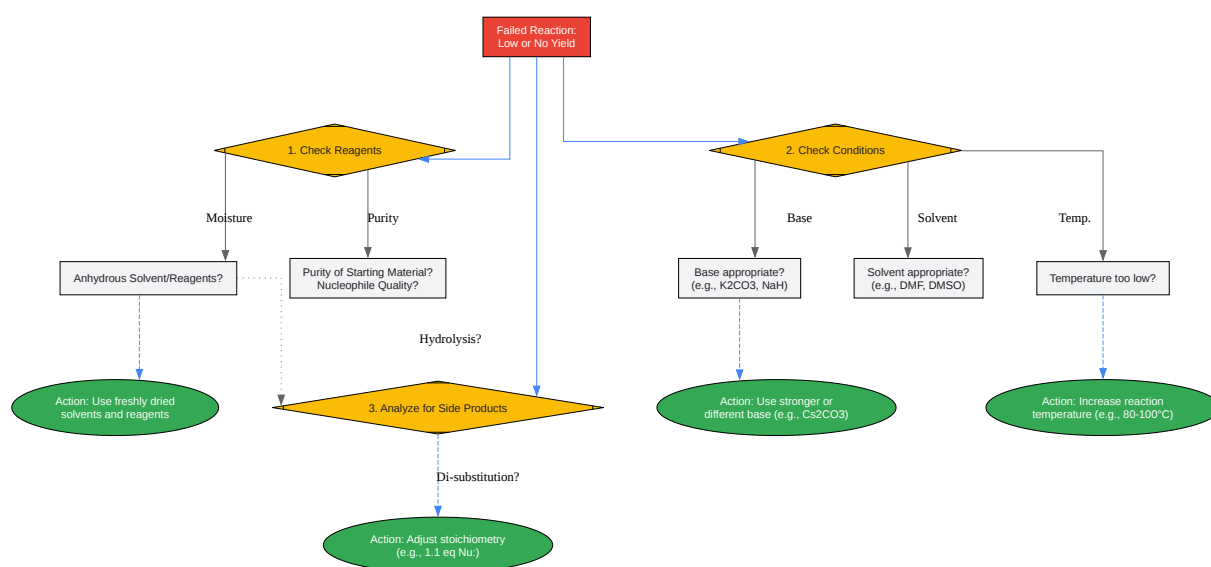 Failed Reaction:
Low or No Yield
1. Check Reagents
2. Check Conditions
Moisture
Purity
Base
Solvent
Temp.
Anhydrous Solvent/Reagents?
Purity of Starting Material?
Nucleophile Quality?
Base appropriate?
(e.g., K2CO3, NaH)
Solvent appropriate?
(e.g., DMF, DMSO)
Temperature too low?
Hydrolysis?
Action: Use freshly dried
solvents and reagents
3. Analyze for Side Products
Action: Use stronger or
different base (e.g., Cs2CO3)
Action: Increase reaction
temperature (e.g., 80-100°C)
Di-substitution?
Action: Adjust stoichiometry
(e.g., 1.1 eq Nu:)